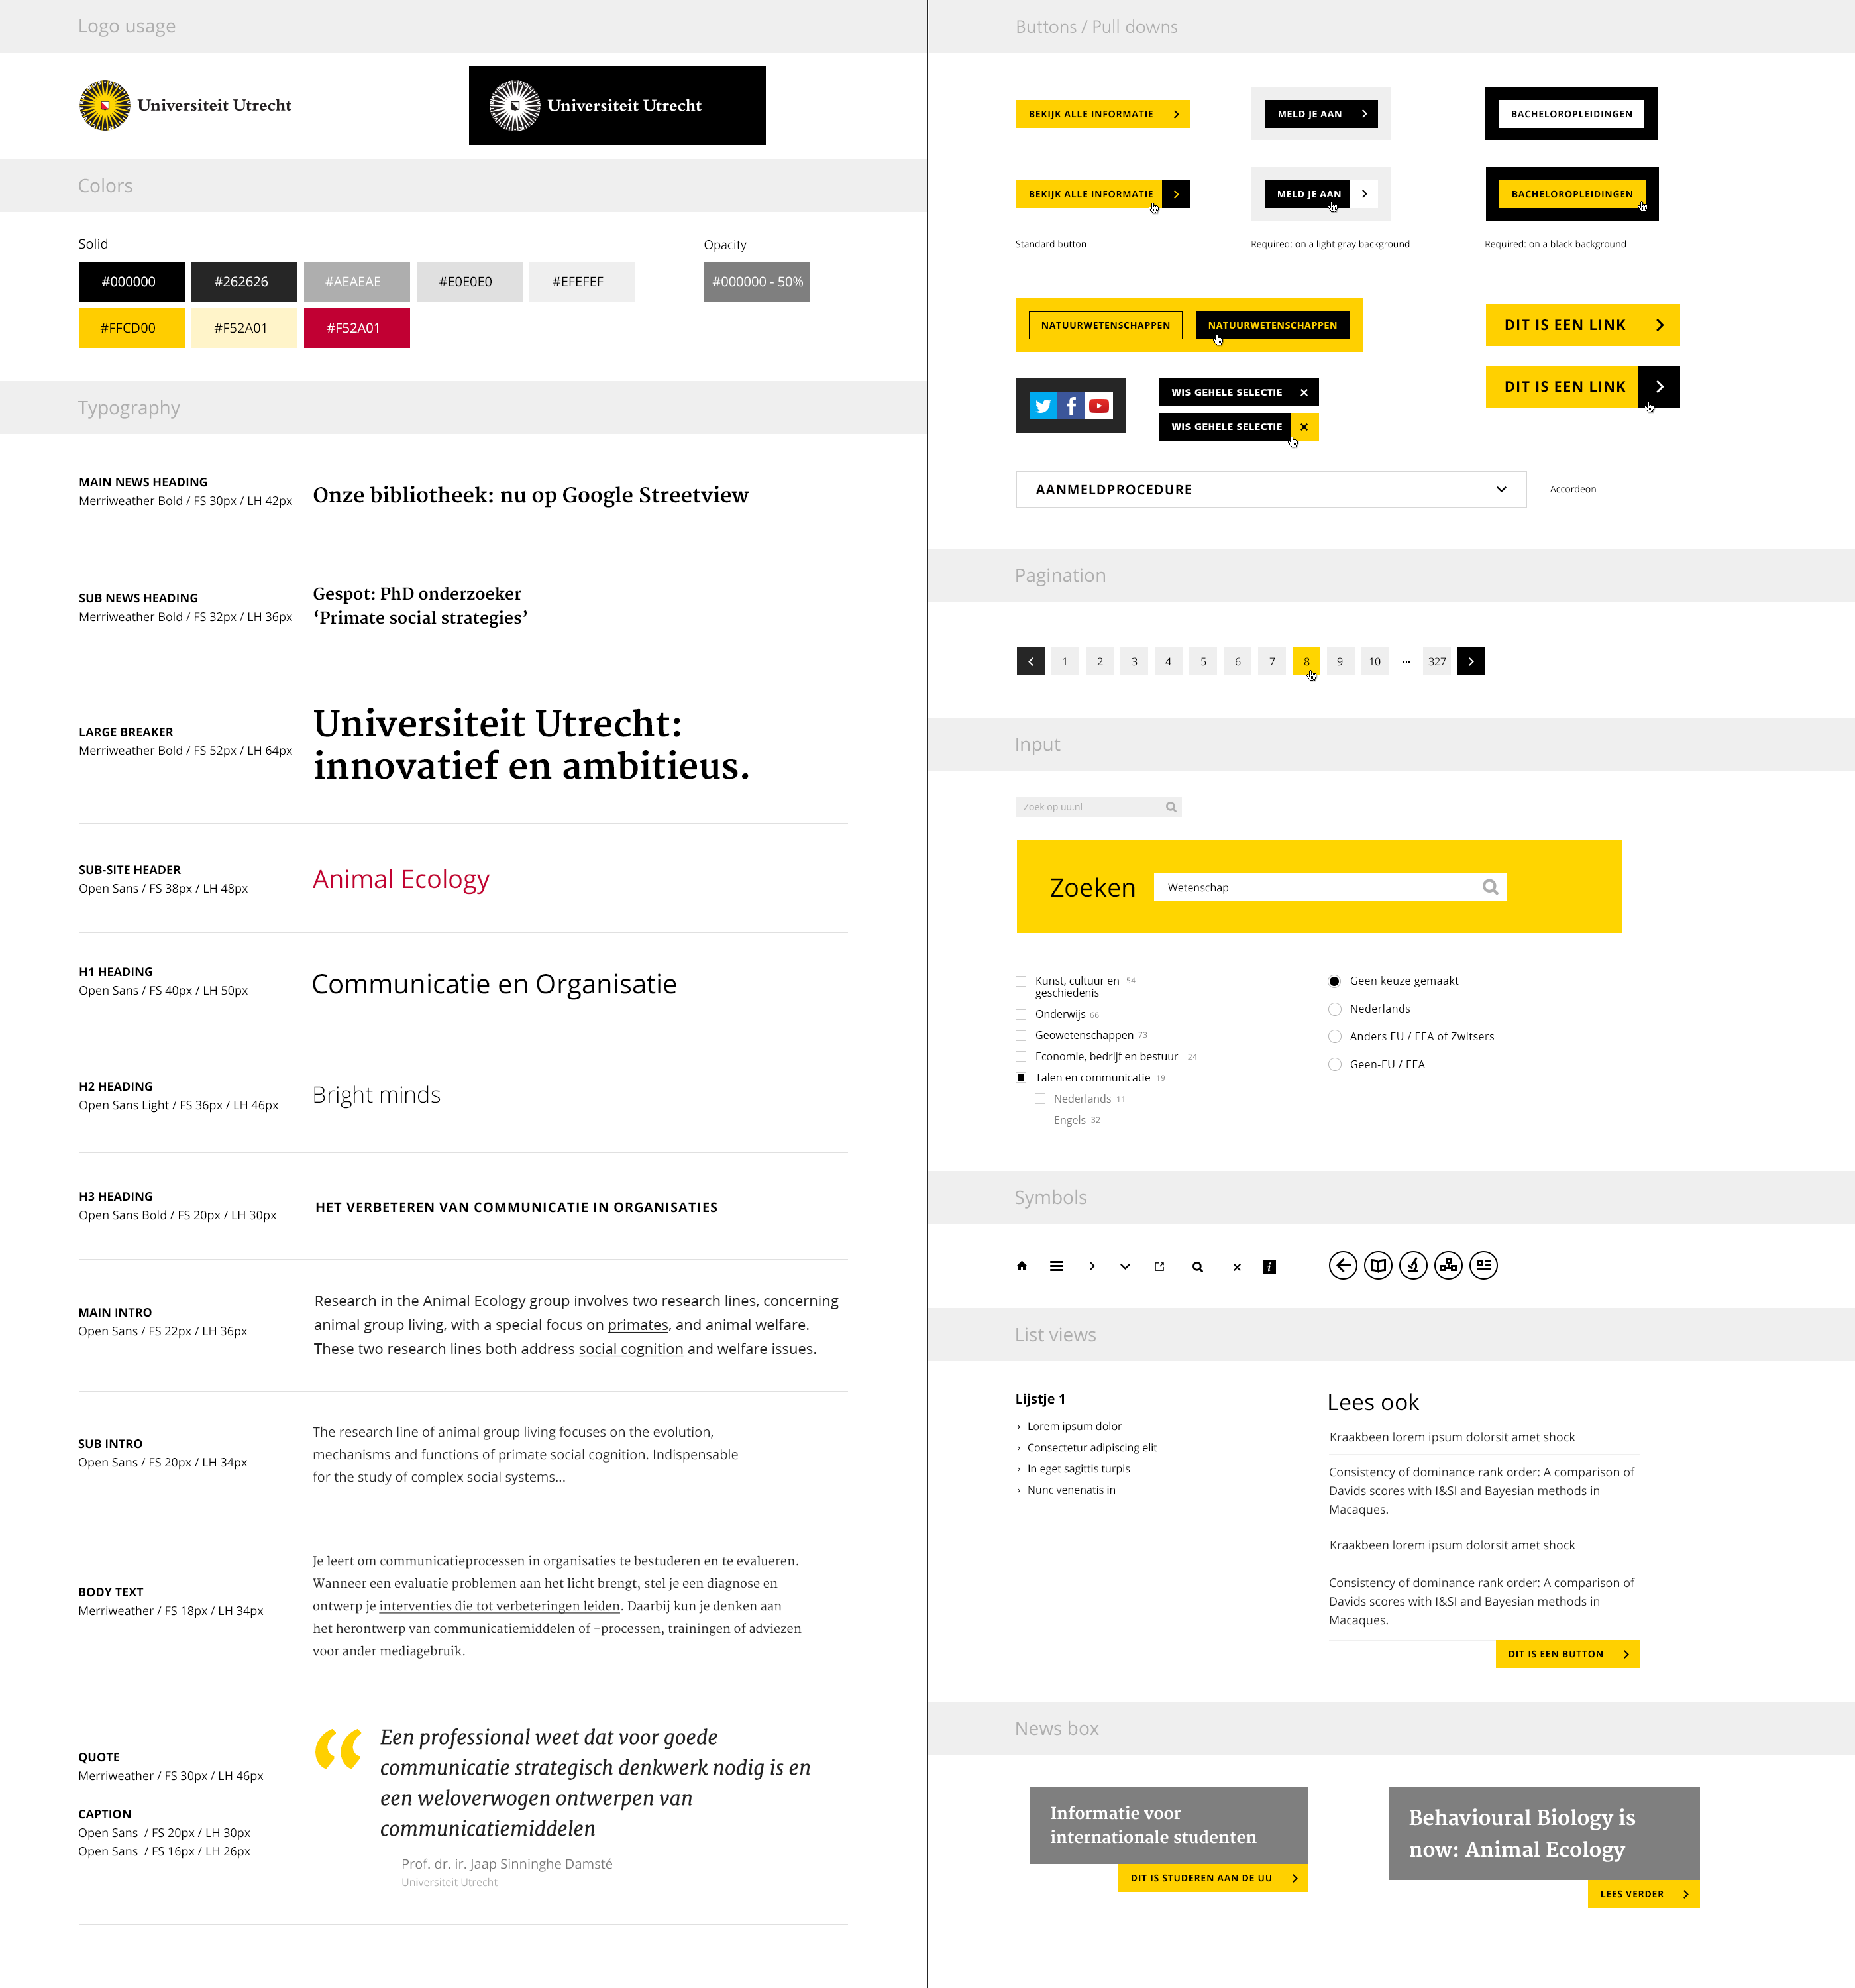 Logo usage
Universiteit Utrecht
Universiteit Utrecht
Colors
Solid
Opacity
#000000
#262626
#AEAEAE
#E0E0E0
#EFEFEF
#000000 - 50%
#FFCD00
#F52A01
#F52A01
Typography
MAIN NEWS HEADING
Merriweather Bold / FS 30px / LH 42px
Onze bibliotheek: nu op Google Streetview
SUB NEWS HEADING
Merriweather Bold / FS 32px / LH 36px
Gespot: PhD onderzoeker
‘Primate social strategies’
LARGE BREAKER
Merriweather Bold / FS 52px / LH 64px
Universiteit Utrecht:
innovatief en ambitieus.
SUB-SITE HEADER
Open Sans / FS 38px / LH 48px
Animal Ecology
H1 HEADING
Open Sans / FS 40px / LH 50px
Communicatie en Organisatie
H2 HEADING
Open Sans Light / FS 36px / LH 46px
Bright minds
H3 HEADING
Open Sans Bold / FS 20px / LH 30px
HET VERBETEREN VAN COMMUNICATIE IN ORGANISATIES
MAIN INTRO
Open Sans / FS 22px / LH 36px
Research in the Animal Ecology group involves two research lines, concerning
animal group living, with a special focus on primates, and animal welfare.
These two research lines both address social cognition and welfare issues.
SUB INTRO
Open Sans / FS 20px / LH 34px
The research line of animal group living focuses on the evolution,
mechanisms and functions of primate social cognition. Indispensable
for the study of complex social systems...
BODY TEXT
Merriweather / FS 18px / LH 34px
Je leert om communicatieprocessen in organisaties te bestuderen en te evalueren.
Wanneer een evaluatie problemen aan het licht brengt, stel je een diagnose en
ontwerp je interventies die tot verbeteringen leiden. Daarbij kun je denken aan
het herontwerp van communicatiemiddelen of -processen, trainingen of adviezen
voor ander mediagebruik.
QUOTE
Merriweather / FS 30px / LH 46px
CAPTION
Open Sans / FS 20px / LH 30px
Open Sans / FS 16px / LH 26px
“ Een professional weet dat voor goede
communicatie strategisch denkwerk nodig is en
een weloverwogen ontwerpen van
communicatiemiddelen
— Prof. dr. ir. Jaap Sinninghe Damsté
Universiteit Utrecht
Buttons / Pull downs
BEKIJK ALLE INFORMATIE
MELD JE AAN
BACHELOROPLEIDINGEN
BEKIJK ALLE INFORMATIE
MELD JE AAN
BACHELOROPLEIDINGEN
Standard button
Required: on a light gray background
Required: on a black background
NATUURWETENSCHAPPEN
NATUURWETENSCHAPPEN
DIT IS EEN LINK
DIT IS EEN LINK
WIS GEHELE SELECTIE
WIS GEHELE SELECTIE
AANMELDPROCEDURE
Accordeon
Pagination
1 2 3 4 5 6 7 8 9 10 ... 327
Input
Zoek op uu.nl
Zoeken
Wetenschap
Kunst, cultuur en 54
geschiedenis
Onderwijs 66
Geowetenschappen 73
Economie, bedrijf en bestuur 24
Talen en communicatie 19
Nederlands 11
Engels 32
Geen keuze gemaakt
Nederlands
Anders EU / EEA of Zwitsers
Geen-EU / EEA
Symbols
i
List views
Lijstje 1
› Lorem ipsum dolor
› Consectetur adipiscing elit
› In eget sagittis turpis
› Nunc venenatis in
Lees ook
Kraakbeen lorem ipsum dolorsit amet shock
Consistency of dominance rank order: A comparison of
Davids scores with I&SI and Bayesian methods in
Macaques.
Kraakbeen lorem ipsum dolorsit amet shock
Consistency of dominance rank order: A comparison of
Davids scores with I&SI and Bayesian methods in
Macaques.
DIT IS EEN BUTTON
News box
Informatie voor
internationale studenten
DIT IS STUDEREN AAN DE UU
Behavioural Biology is
now: Animal Ecology
LEES VERDER